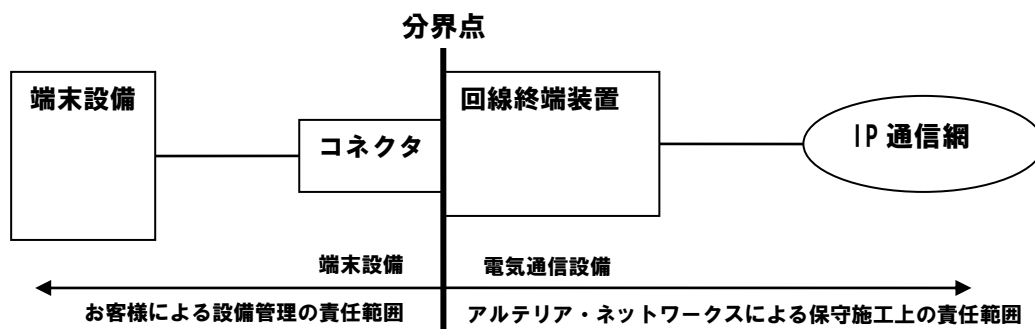 分界点
端末設備
コネクタ
回線終端装置
IP 通信網
端末設備
電気通信設備
お客様による設備管理の責任範囲
アルテリア・ネットワークスによる保守施工上の責任範囲